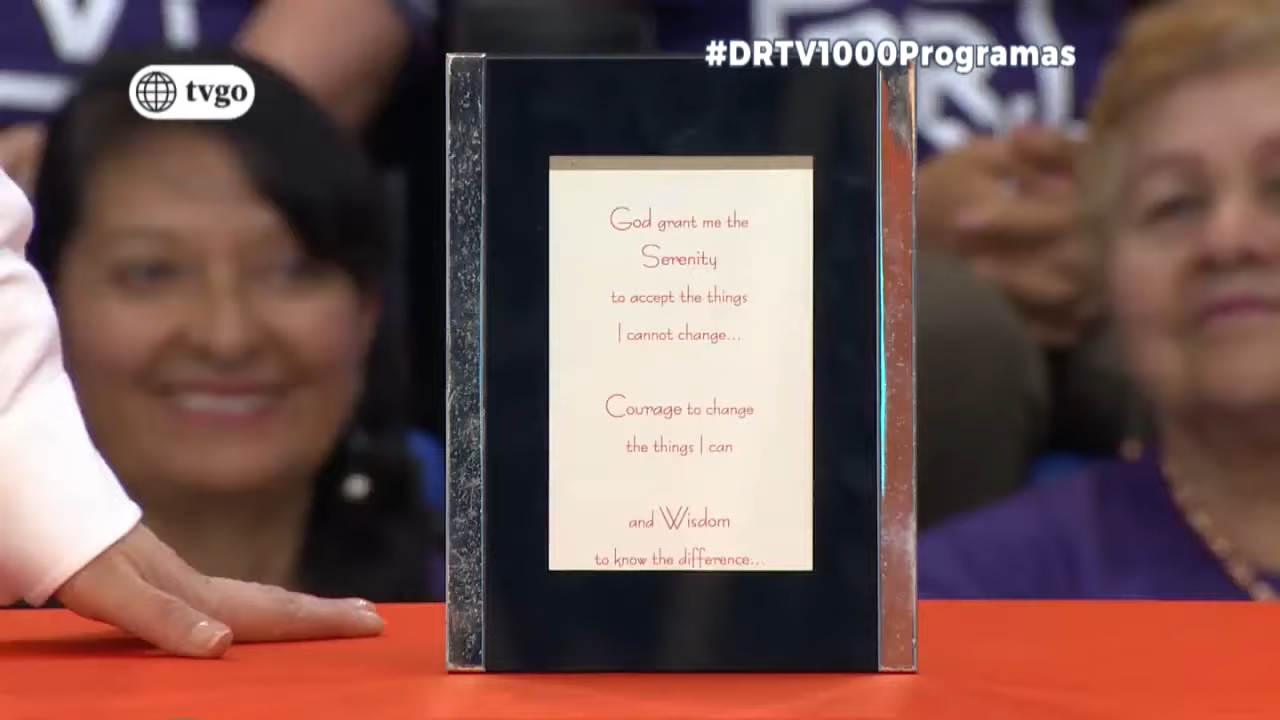 #DRTV1000Programas
tvgo
God grant me the
Serenity
to accept the things
I cannot change...
Courage to change
the things I can
and Wisdom
to know the difference...